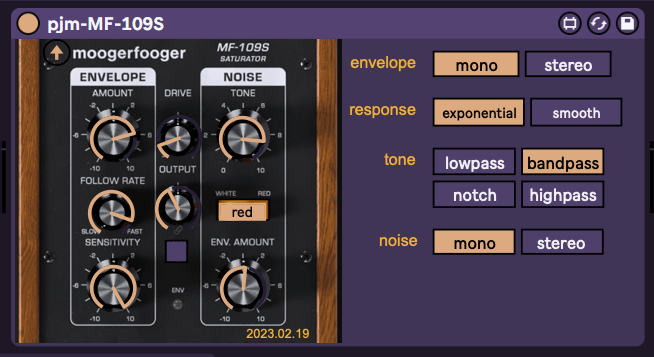 pjm-MF-109S
moogerfooger MF-109S
SATURATOR
ENVELOPE NOISE
AMOUNT DRIVE TONE
-2 2 4 6
-6 6 2 8
-10 10 0 10
FOLLOW RATE OUTPUT
WHITE RED
red
SLOW FAST
SENSITIVITY ENV. AMOUNT
-2 2 -2 2
-6 6 -6 6
ENV
-10 10 -10 10
2023.02.19
envelope mono stereo
response exponential smooth
tone lowpass bandpass
notch highpass
noise mono stereo